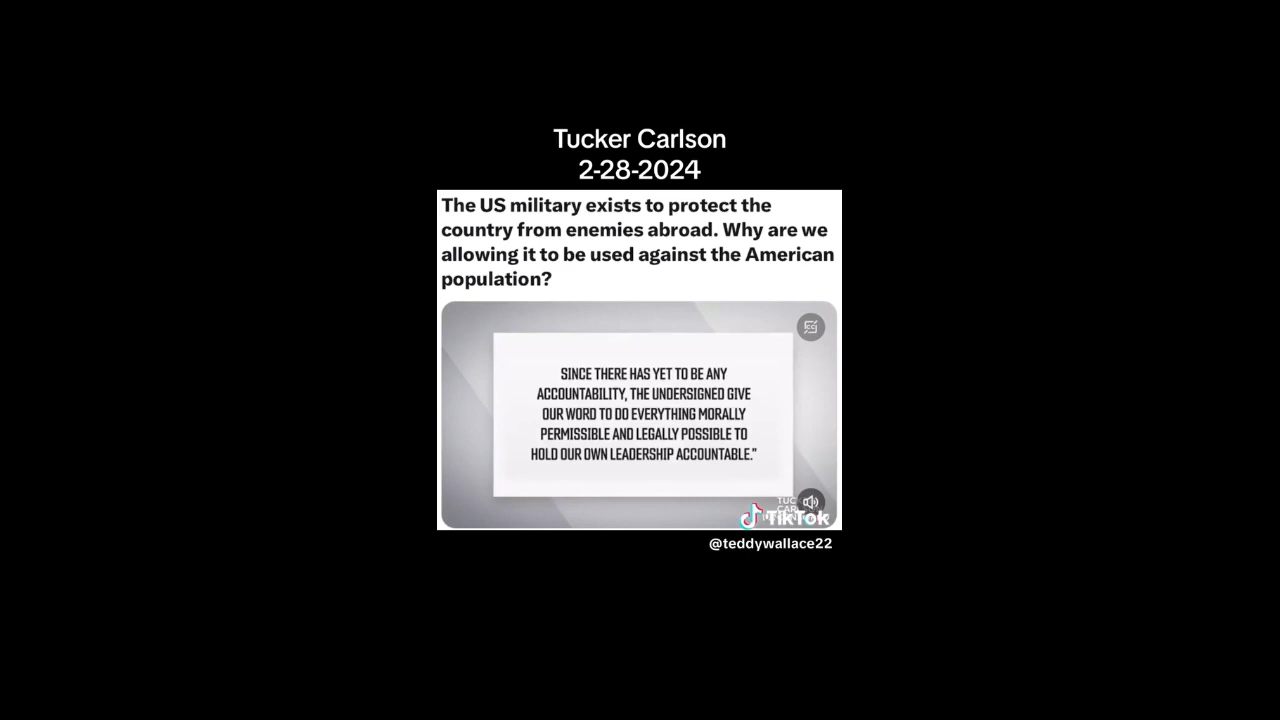 Tucker Carlson
2-28-2024
The US military exists to protect the
country from enemies abroad. Why are we
allowing it to be used against the American
population?
SINCE THERE HAS YET TO BE ANY
ACCOUNTABILITY, THE UNDERSIGNED GIVE
OUR WORD TO DO EVERYTHING MORALLY
PERMISSIBLE AND LEGALLY POSSIBLE TO
HOLD OUR OWN LEADERSHIP ACCOUNTABLE."
TikTok
@teddywallace22